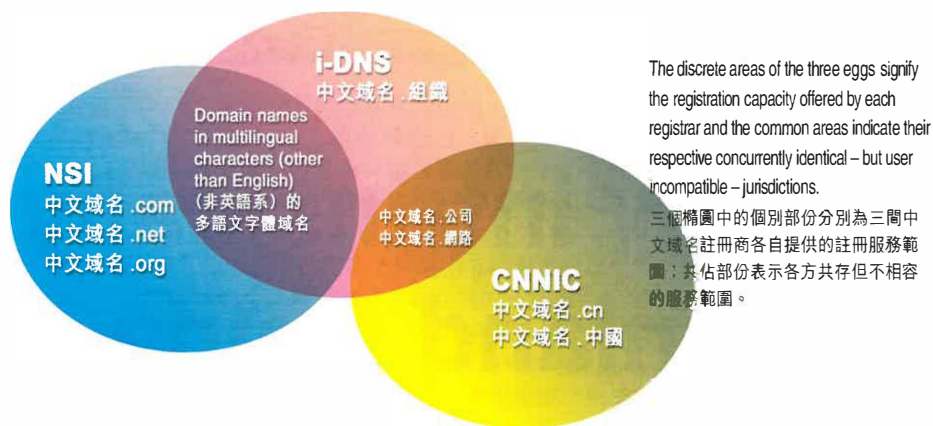 i-DNS
中文域名.組織
Domain names
in multilingual
characters (other
than English)
(非英語系)的
多語文字體域名
NSI
中文域名.com
中文域名.net
中文域名.org
中文域名.公司
中文域名.網路
CNNIC
中文域名.cn
中文域名.中國
The discrete areas of the three eggs signify
the registration capacity offered by each
registrar and the common areas indicate their
respective concurrently identical – but user
incompatible – jurisdictions.
三個橢圓中的個別部份分別為三間中
文域名註冊商各自提供的註冊服務範
圍；共佔部份表示各方共存但不相容
的服務範圍。